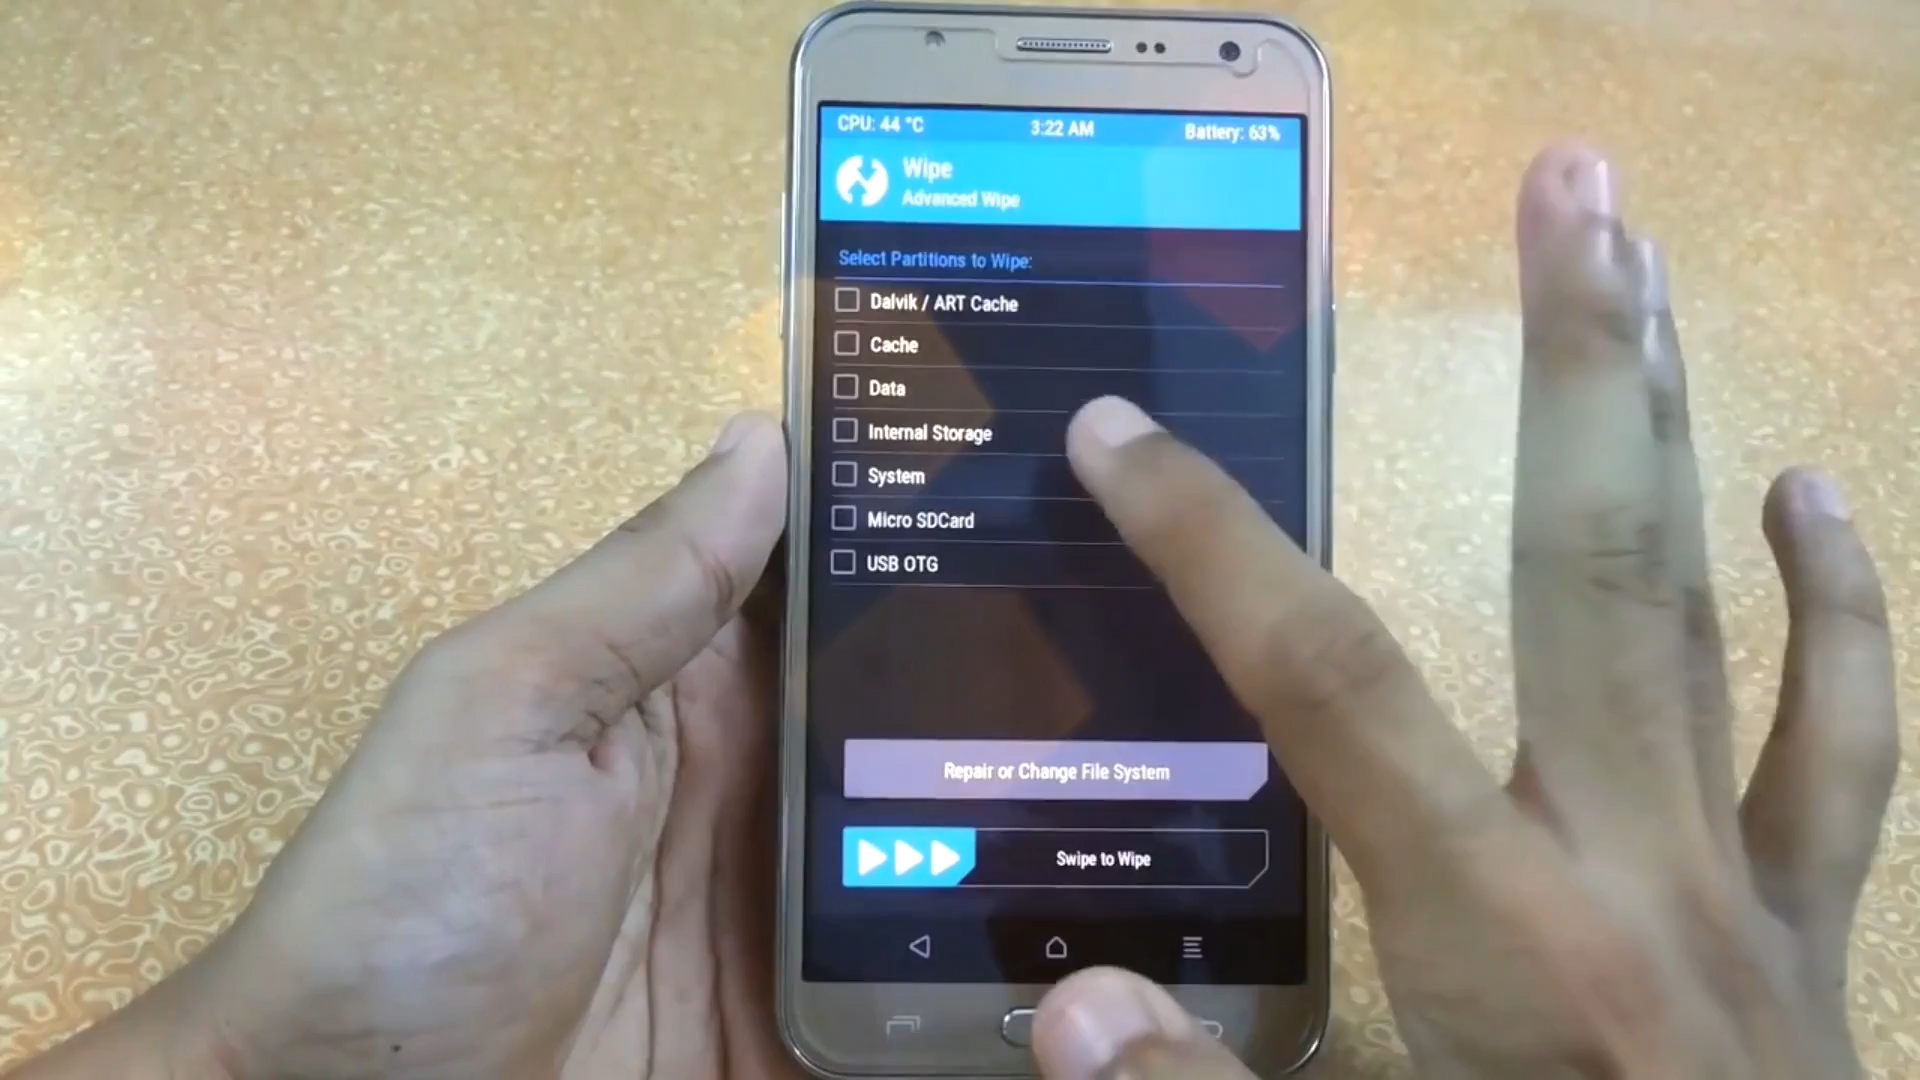 CPU: 44 °C 3:22 AM Battery: 63%
Wipe
Advanced Wipe
Select Partitions to Wipe:
Dalvik / ART Cache
Cache
Data
Internal Storage
System
Micro SDCard
USB OTG
Repair or Change File System
Swipe to Wipe